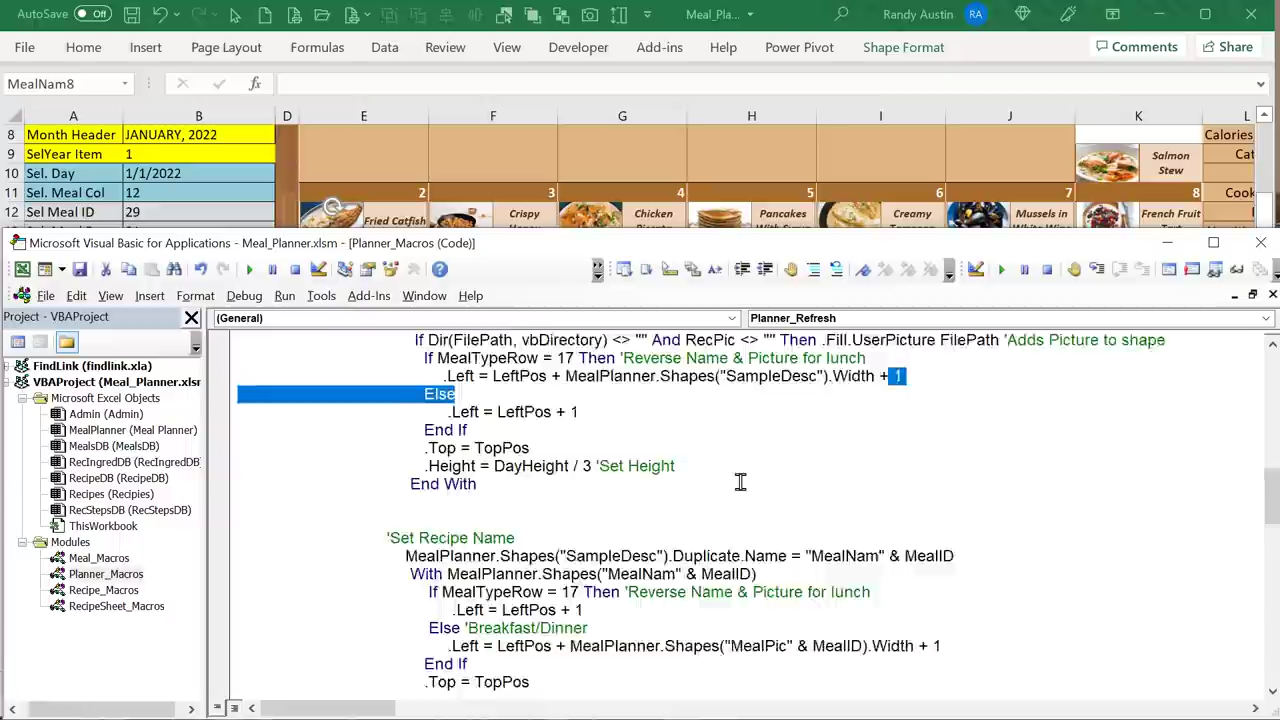 AutoSave Off Meal_Pla... Randy Austin RA
File Home Insert Page Layout Formulas Data Review View Developer Add-ins Help Power Pivot Shape Format Comments Share
MealNam8 fx
A B D E F G H I J K L
8 Month Header JANUARY, 2022 Calories
9 SelYear Item 1 Salmon Cat
10 Sel. Day 1/1/2022 Stew
11 Sel. Meal Col 12 2 3 4 5 6 7 8 Cook
12 Sel Meal ID 29 Fried Catfish Crispy Chicken Pancakes Creamy Mussels in French Fruit
Microsoft Visual Basic for Applications - Meal_Planner.xlsm - [Planner_Macros (Code)]
File Edit View Insert Format Debug Run Tools Add-Ins Window Help
Project - VBAProject
(General) Planner_Refresh
FindLink (findlink.xla)
VBAProject (Meal_Planner.xlsn
Microsoft Excel Objects
Admin (Admin)
MealPlanner (Meal Planner)
MealsDB (MealsDB)
RecIngredDB (RecIngredDB)
RecipeDB (RecipeDB)
Recipes (Recipies)
RecStepsDB (RecStepsDB)
ThisWorkbook
Modules
Meal_Macros
Planner_Macros
Recipe_Macros
RecipeSheet_Macros
If Dir(FilePath, vbDirectory) <> "" And RecPic <> "" Then .Fill.UserPicture FilePath 'Adds Picture to shape
If MealTypeRow = 17 Then 'Reverse Name & Picture for lunch
.Left = LeftPos + MealPlanner.Shapes("SampleDesc").Width + 1
Else
.Left = LeftPos + 1
End If
.Top = TopPos
.Height = DayHeight / 3 'Set Height
End With
'Set Recipe Name
MealPlanner.Shapes("SampleDesc").Duplicate.Name = "MealNam" & MealID
With MealPlanner.Shapes("MealNam" & MealID)
If MealTypeRow = 17 Then 'Reverse Name & Picture for lunch
.Left = LeftPos + 1
Else 'Breakfast/Dinner
.Left = LeftPos + MealPlanner.Shapes("MealPic" & MealID).Width + 1
End If
.Top = TopPos